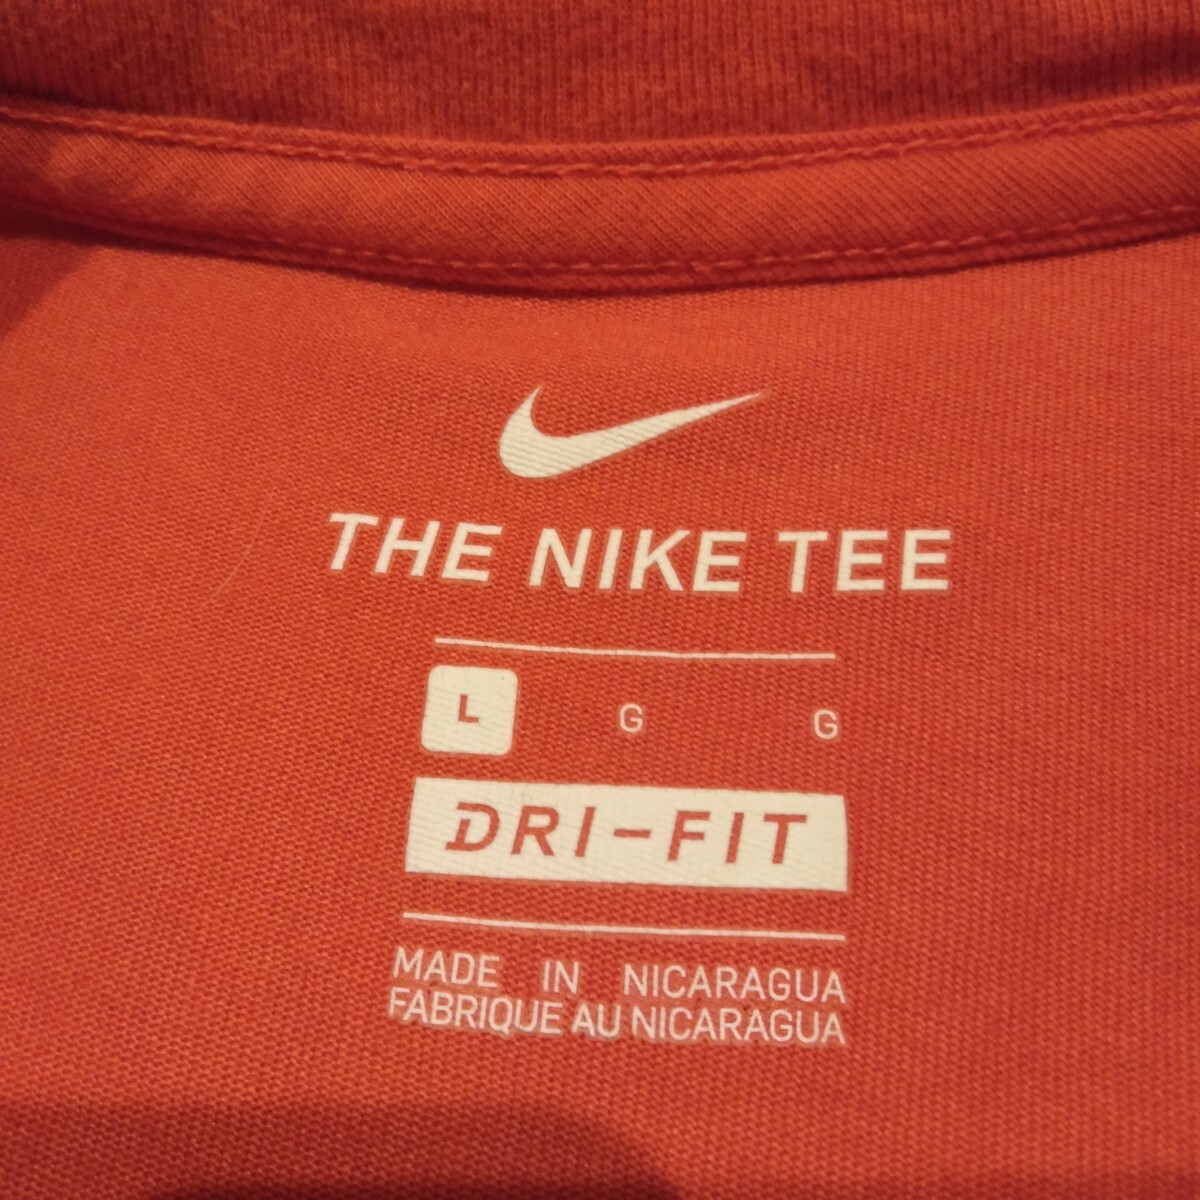 THE NIKE TEE
L G G
DRI-FIT
MADE IN NICARAGUA
FABRIQUE AU NICARAGUA